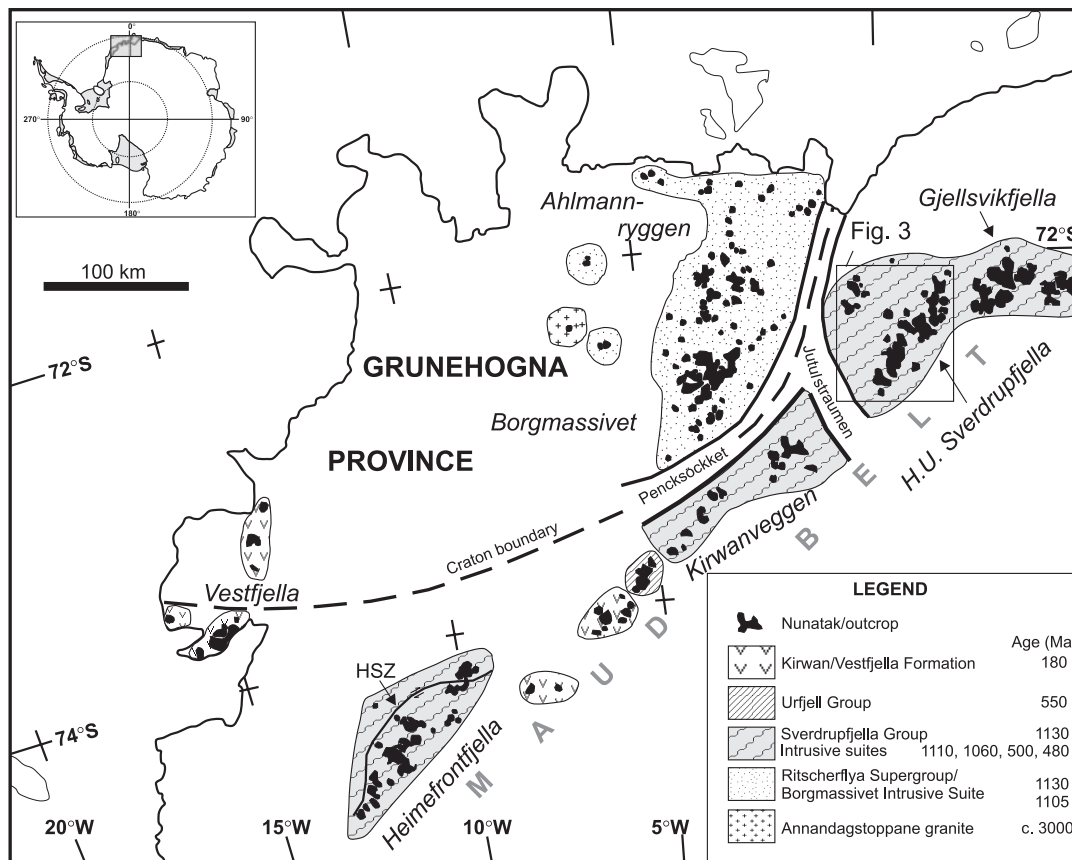 0°
270°
90°
180°
100 km
Ahlmann-
ryggen
Gjellsvikfjella
Fig. 3
72°S
72°S
GRUNEHOGNA
Borgmassivet
PROVINCE
Jutulstraumen
Pencksöckket
H.U. Sverdrupfjella
Kirwanveggen
Craton boundary
Vestfjella
HSZ
Heimefrontfjella
M A U D B E L T
74°S
20°W
15°W
10°W
5°W
LEGEND
Nunatak/outcrop
Age (Ma
Kirwan/Vestfjella Formation 180
Urfjell Group 550
Sverdrupfjella Group 1130
Intrusive suites 1110, 1060, 500, 480
Ritscherflya Supergroup/ 1130
Borgmassivet Intrusive Suite 1105
Annandagstoppane granite c. 3000